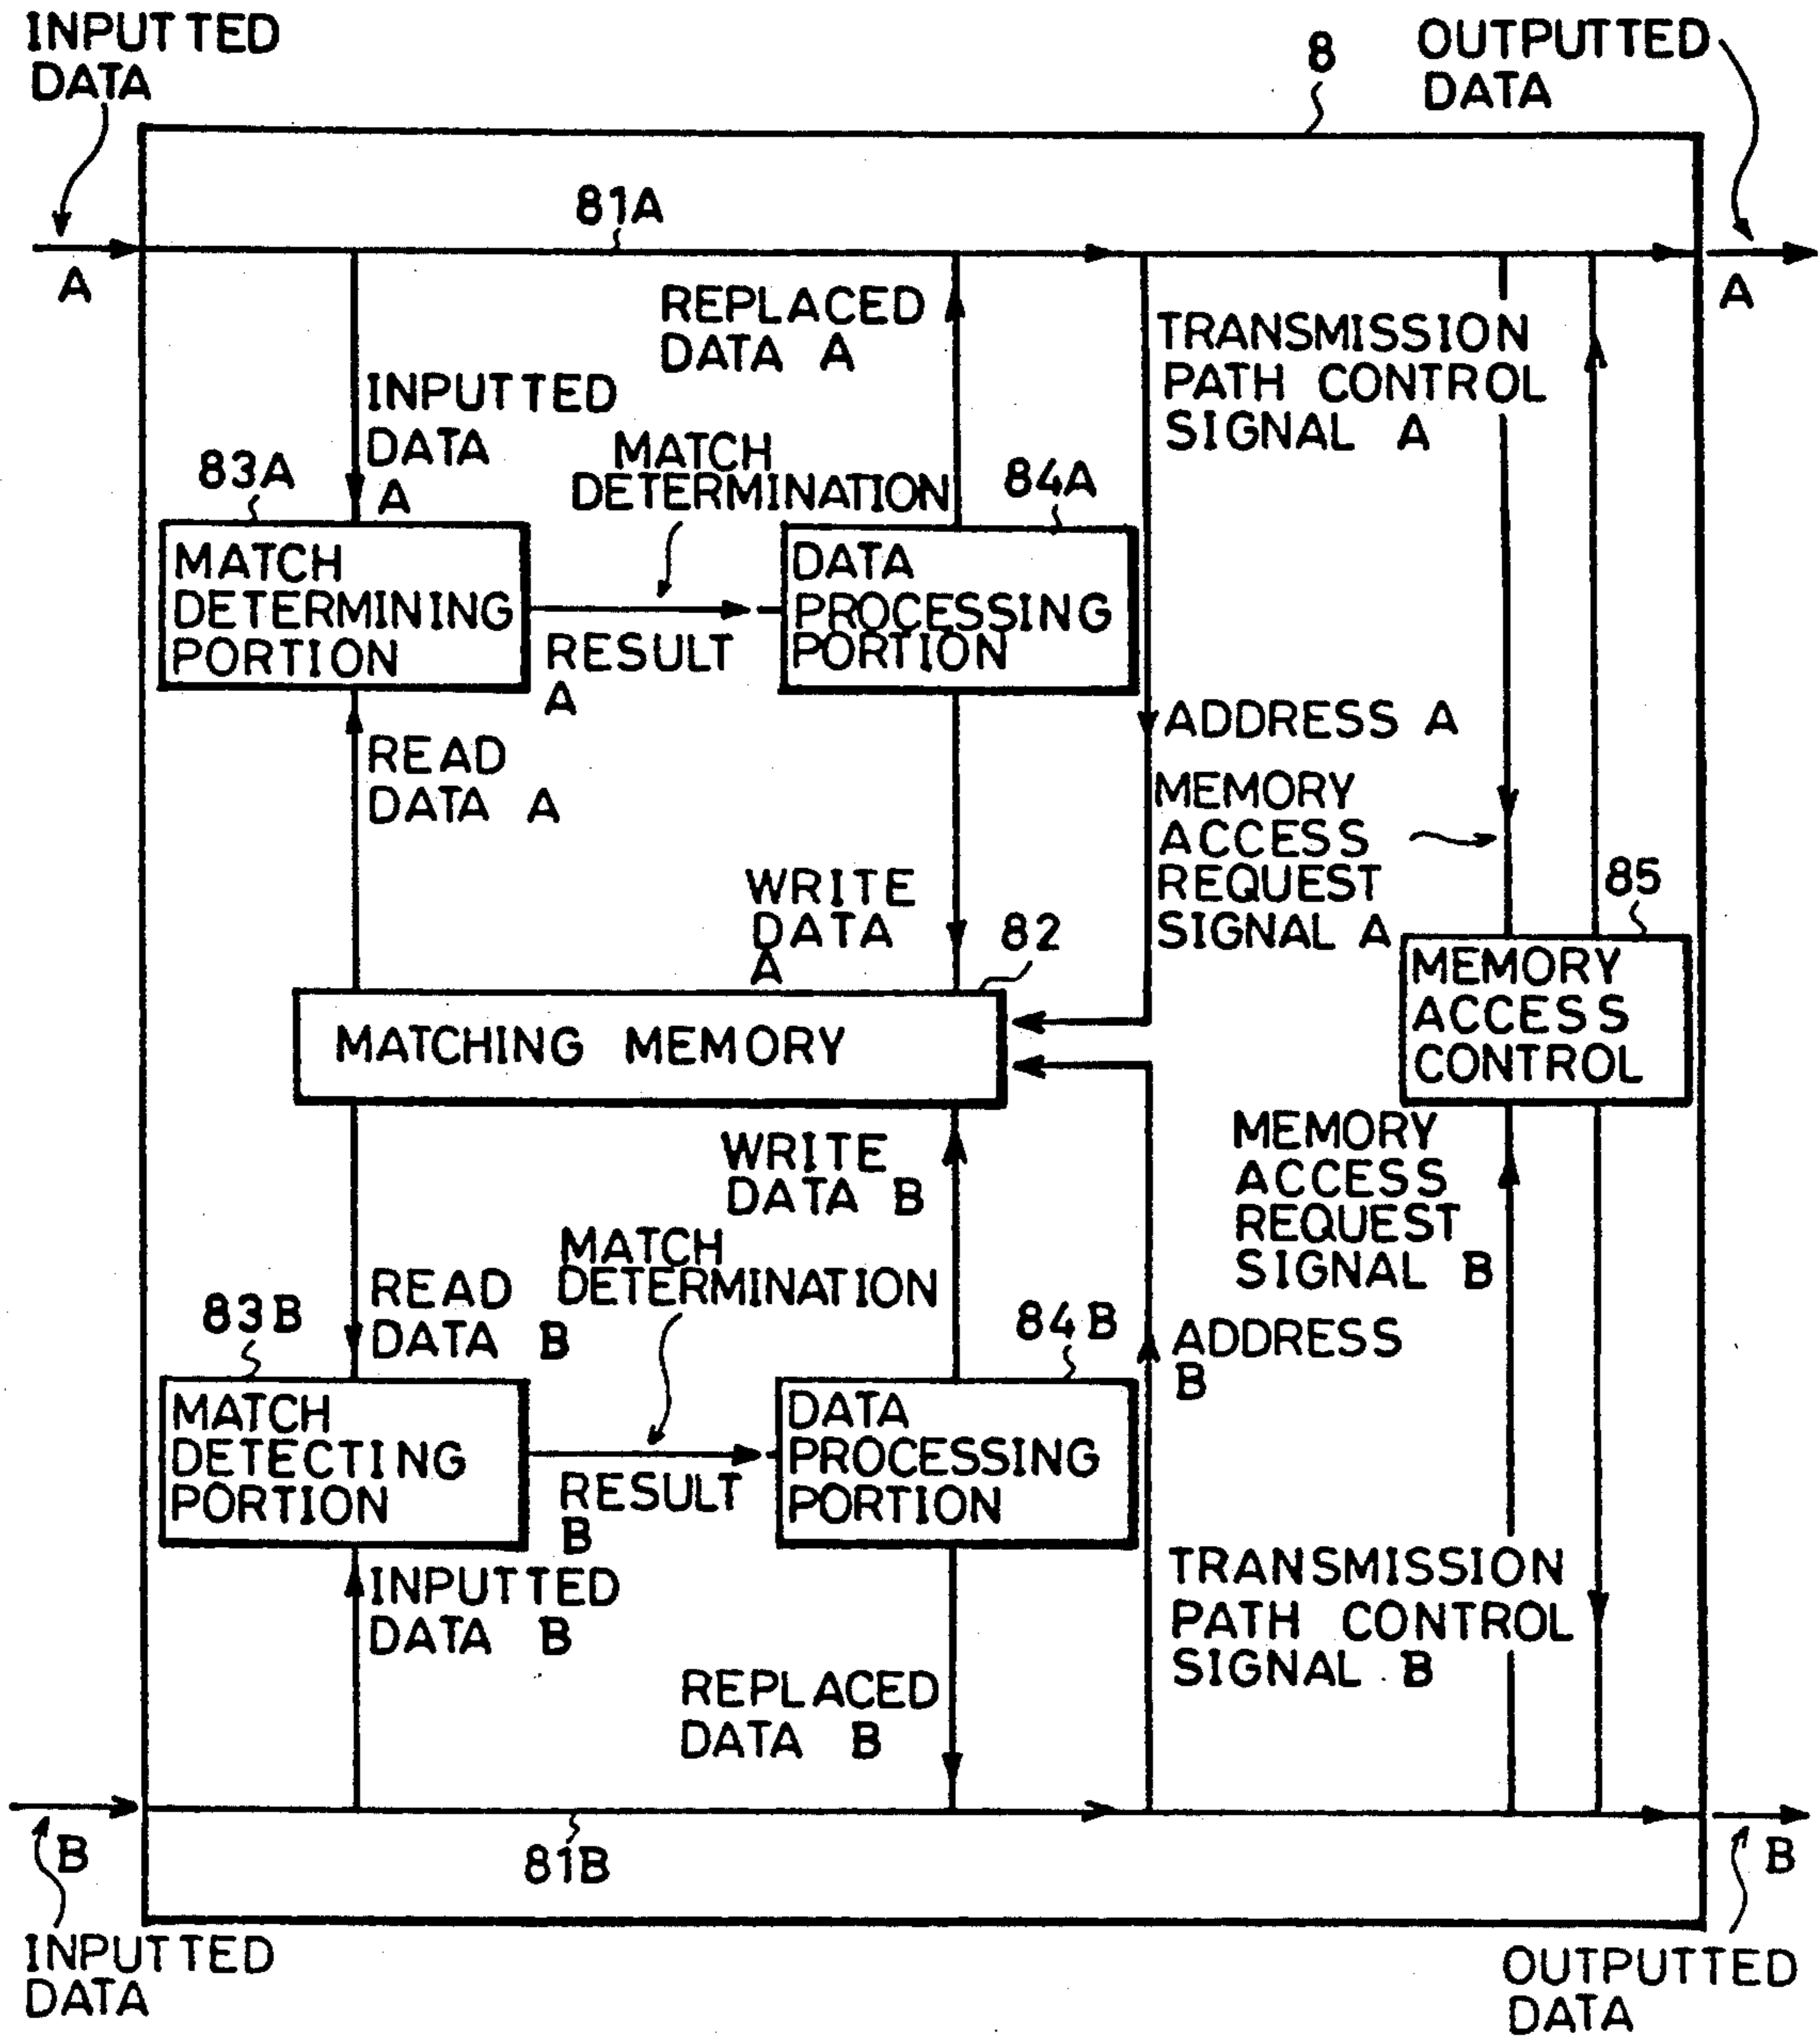 INPUTTED
DATA
8
OUTPUTTED
DATA
81A
A
A
REPLACED
DATA A
TRANSMISSION
PATH CONTROL
SIGNAL A
INPUTTED
DATA
A
MATCH
DETERMINATION
83A
84A
MATCH
DETERMINING
PORTION
DATA
PROCESSING
PORTION
RESULT
A
ADDRESS A
READ
DATA A
MEMORY
ACCESS
REQUEST
SIGNAL A
WRITE
DATA
A
82
85
MATCHING MEMORY
MEMORY
ACCESS
CONTROL
WRITE
DATA B
MEMORY
ACCESS
REQUEST
SIGNAL B
MATCH
DETERMINATION
READ
DATA B
83B
84B
ADDRESS
B
MATCH
DETECTING
PORTION
DATA
PROCESSING
PORTION
RESULT
B
INPUTTED
DATA B
TRANSMISSION
PATH CONTROL
SIGNAL B
REPLACED
DATA B
B
81B
B
INPUTTED
DATA
OUTPUTTED
DATA